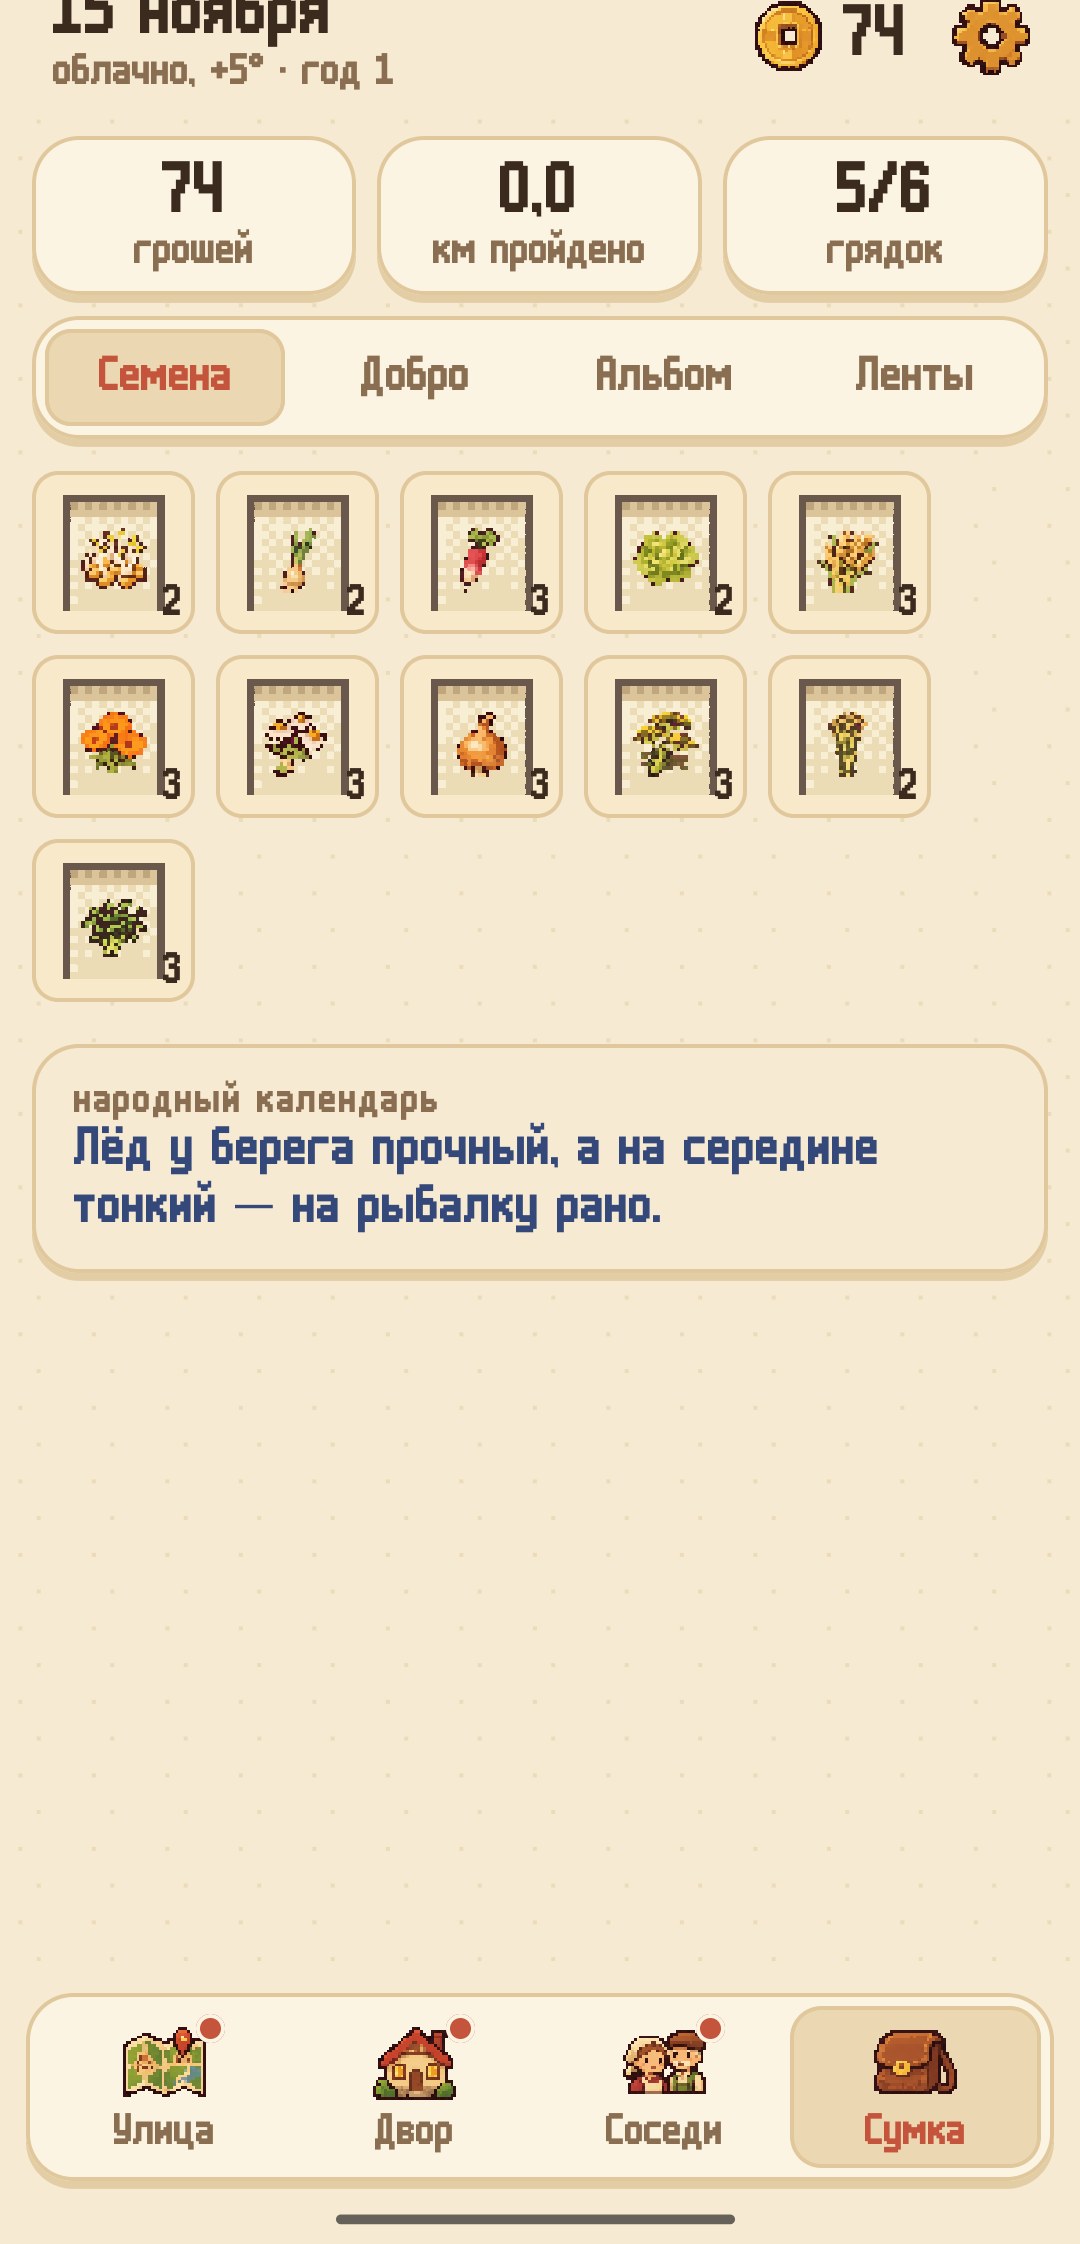 15 ноября
облачно, +5° · год 1
74
74
грошей
0,0
км пройдено
5/6
грядок
Семена
Добро
Альбом
Ленты
2
2
3
2
3
3
3
3
3
2
3
народный календарь
Лёд у берега прочный, а на середине
тонкий — на рыбалку рано.
Улица
Двор
Соседи
Сумка